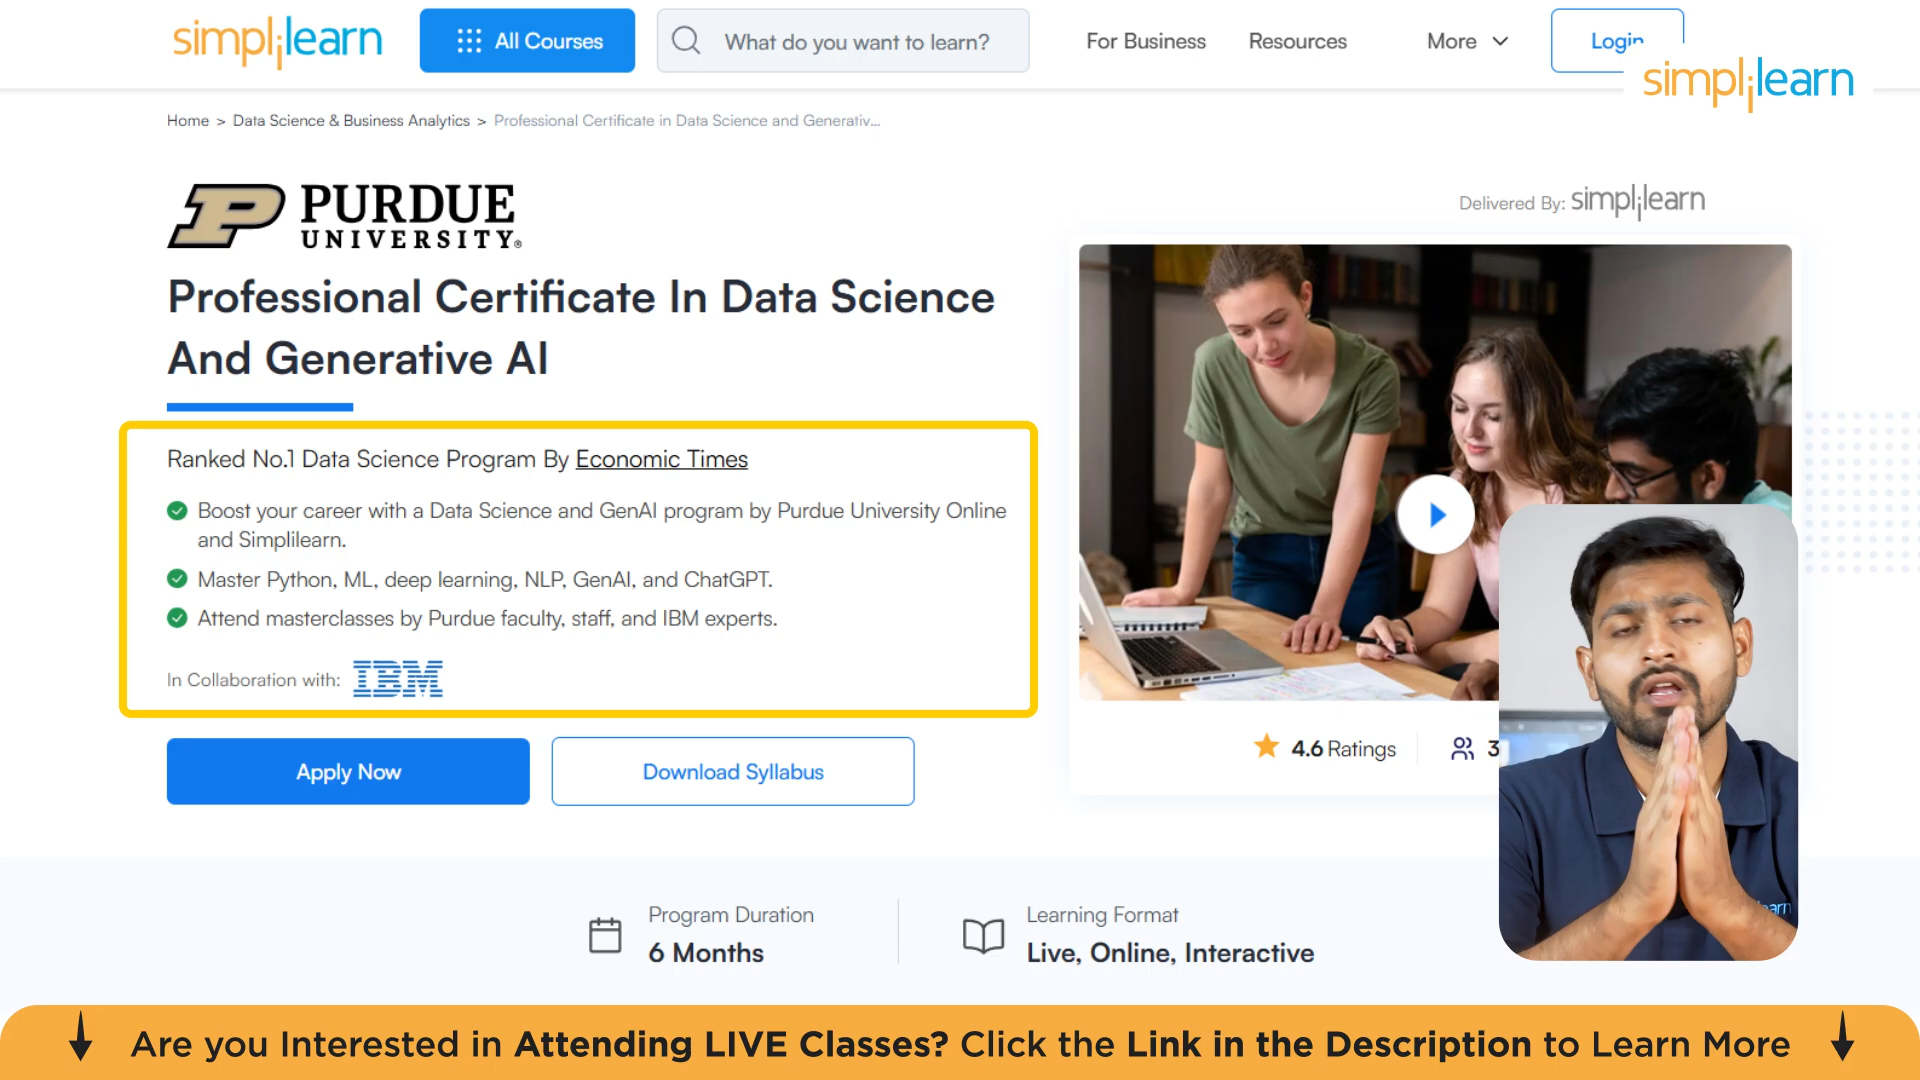 simplilearn
All Courses
What do you want to learn?
For Business
Resources
More
Login
simplilearn
Home > Data Science & Business Analytics > Professional Certificate in Data Science and Generativ...
PURDUE
UNIVERSITY®
Delivered By: simplilearn
Professional Certificate In Data Science
And Generative AI
Ranked No.1 Data Science Program By Economic Times
Boost your career with a Data Science and GenAI program by Purdue University Online
and Simplilearn.
Master Python, ML, deep learning, NLP, GenAI, and ChatGPT.
Attend masterclasses by Purdue faculty, staff, and IBM experts.
In Collaboration with: IBM
4.6 Ratings
3
Apply Now
Download Syllabus
Program Duration
6 Months
Learning Format
Live, Online, Interactive
Are you Interested in Attending LIVE Classes? Click the Link in the Description to Learn More